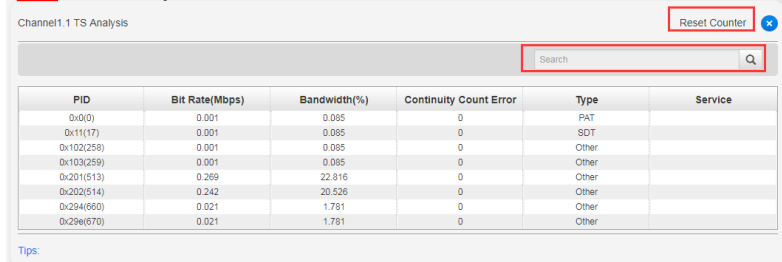 Channel1.1 TS Analysis Reset Counter
Search
PID Bit Rate(Mbps) Bandwidth(%) Continuity Count Error Type Service
0x0(0) 0.001 0.085 0 PAT
0x11(17) 0.001 0.085 0 SDT
0x102(258) 0.001 0.085 0 Other
0x103(259) 0.001 0.085 0 Other
0x201(513) 0.269 22.816 0 Other
0x202(514) 0.242 20.526 0 Other
0x294(660) 0.021 1.781 0 Other
0x29e(670) 0.021 1.781 0 Other
Tips: